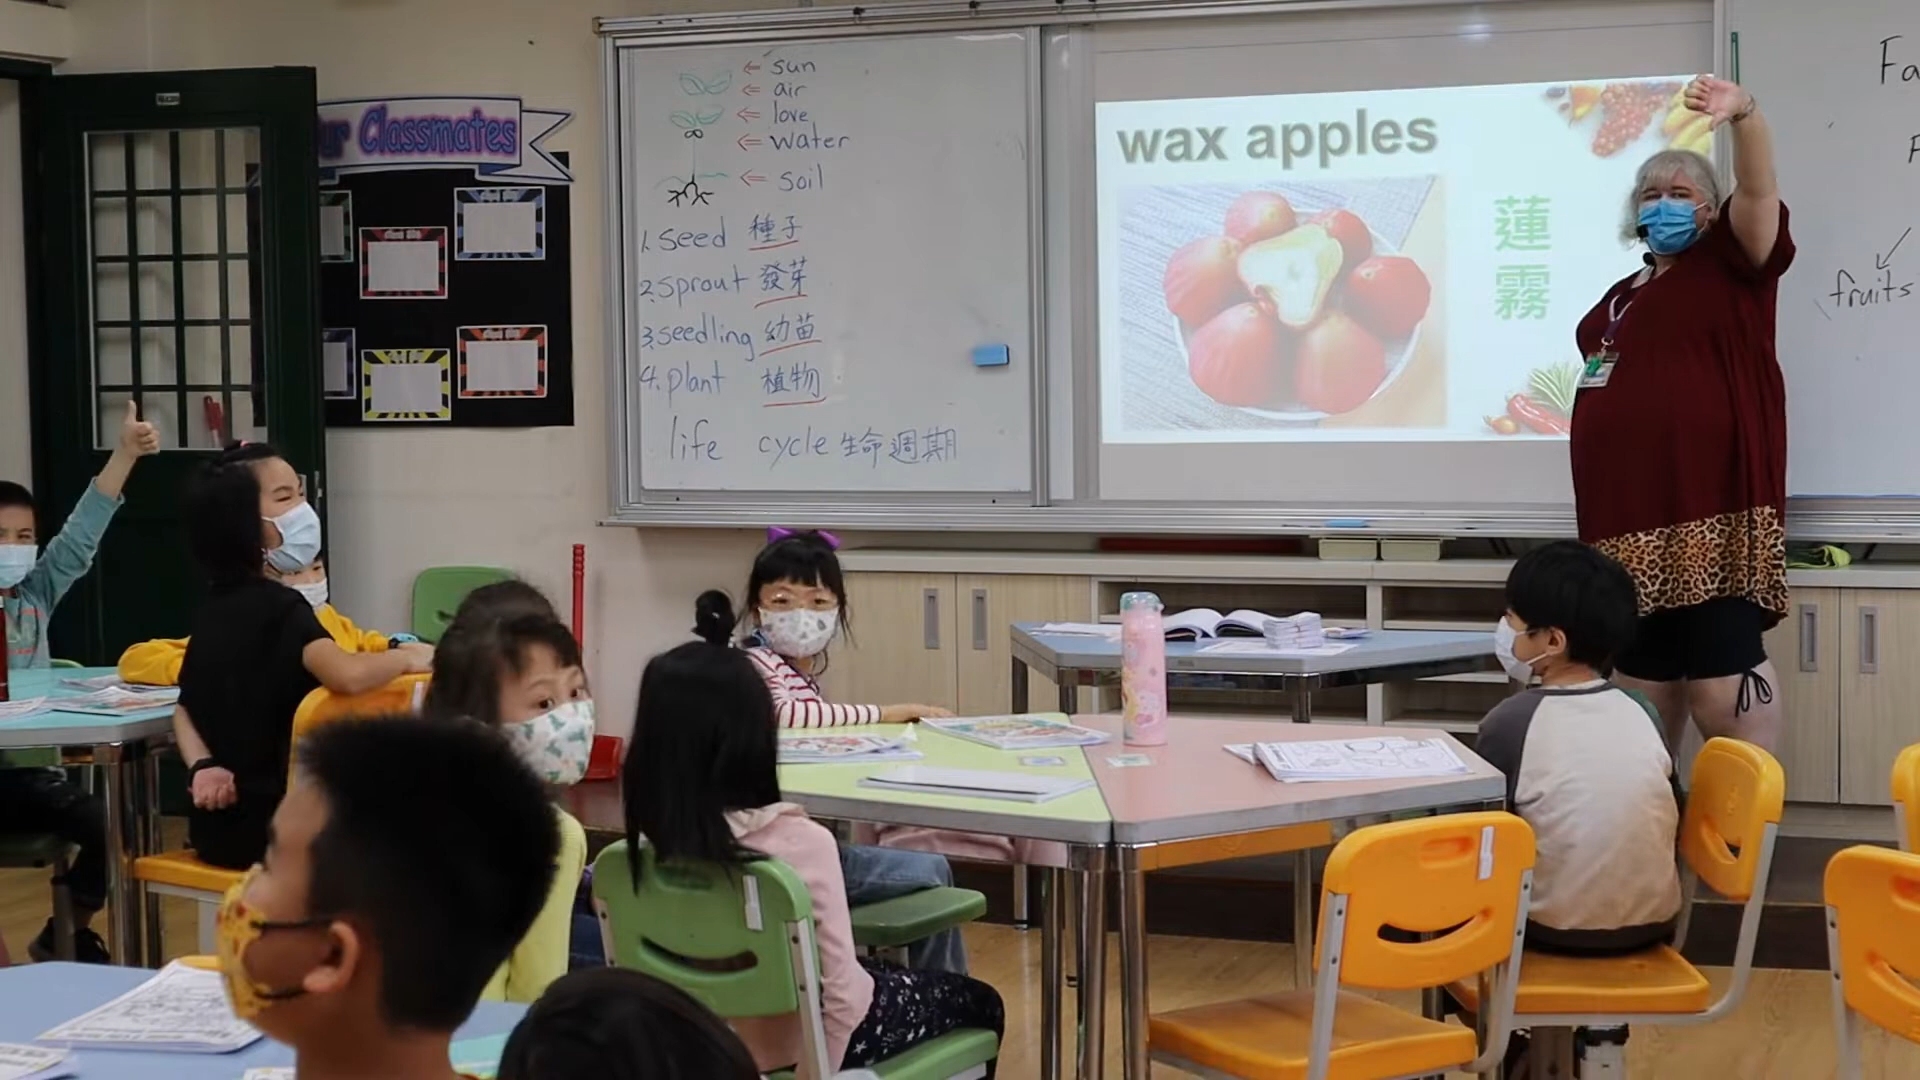 Our Classmates
sun
air
love
water
soil
1. seed 種子
2. sprout 發芽
3. seedling 幼苗
4. plant 植物
life cycle 生命週期
wax apples
蓮
霧
Fa
fruits